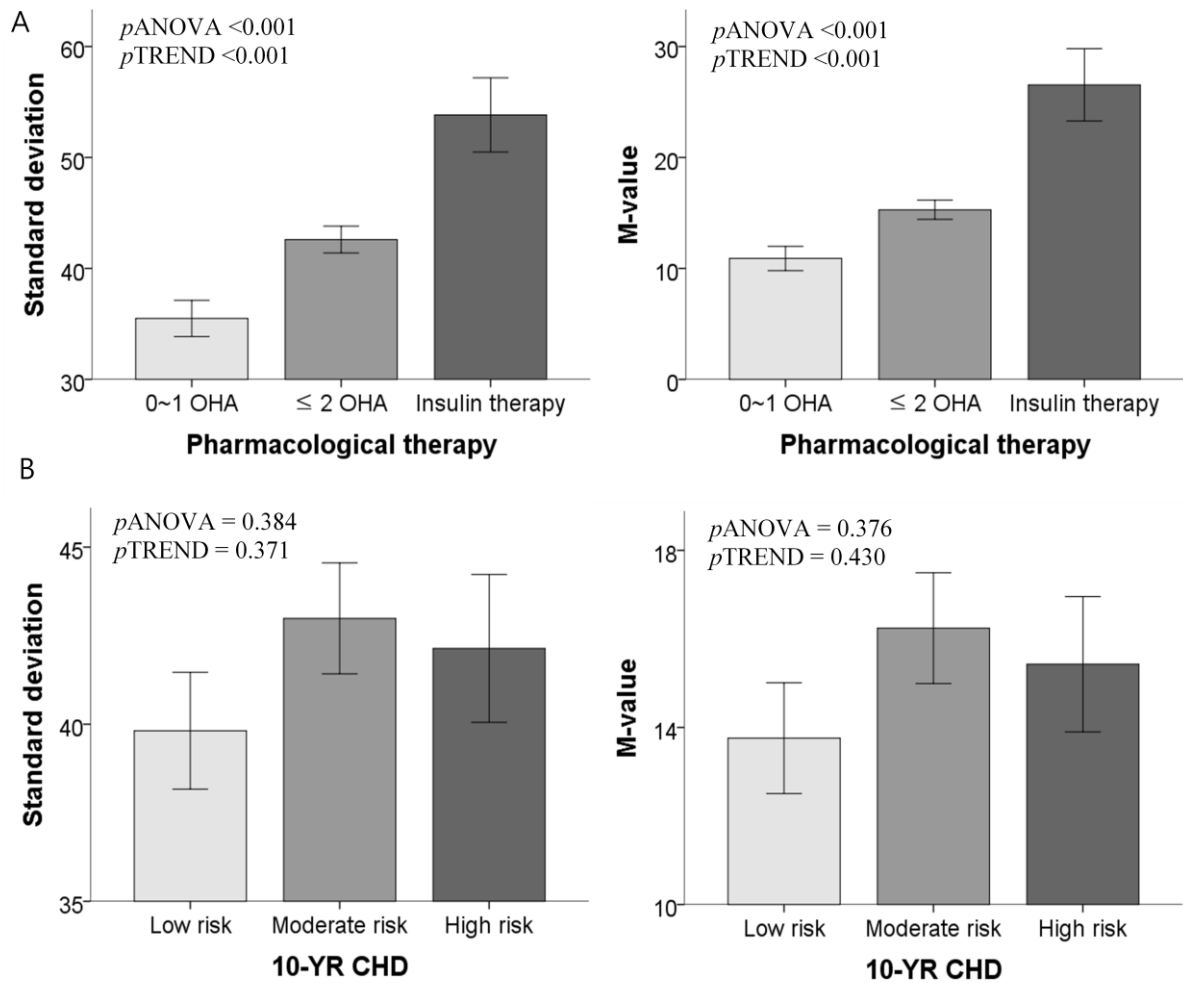 A
pANOVA <0.001
pTREND <0.001
60
50
40
30
Standard deviation
0~1 OHA
≤ 2 OHA
Insulin therapy
Pharmacological therapy
pANOVA <0.001
pTREND <0.001
30
20
10
0
M-value
0~1 OHA
≤ 2 OHA
Insulin therapy
Pharmacological therapy
B
pANOVA = 0.384
pTREND = 0.371
45
40
35
Standard deviation
Low risk
Moderate risk
High risk
10-YR CHD
pANOVA = 0.376
pTREND = 0.430
18
14
10
M-value
Low risk
Moderate risk
High risk
10-YR CHD